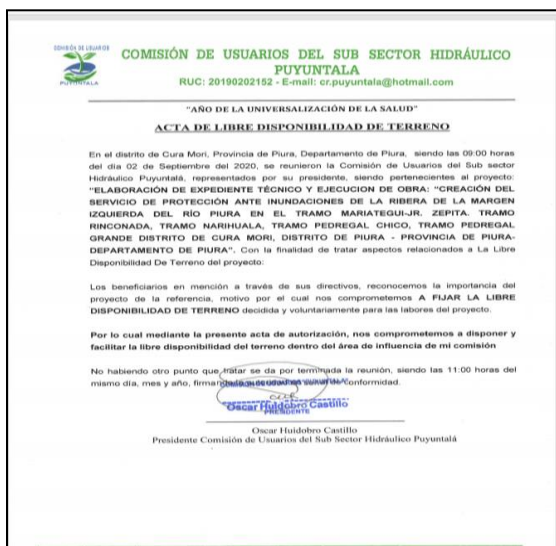 COMISIÓN DE USUARIOS
PUYUNTALA
COMISIÓN DE USUARIOS DEL SUB SECTOR HIDRÁULICO
PUYUNTALA
RUC: 20190202152 - E-mail: cr.puyuntala@hotmail.com
"AÑO DE LA UNIVERSALIZACIÓN DE LA SALUD"
ACTA DE LIBRE DISPONIBILIDAD DE TERRENO
En el distrito de Cura Mori, Provincia de Piura, Departamento de Piura, siendo las 09:00 horas
del día 02 de Septiembre del 2020, se reunieron la Comisión de Usuarios del Sub sector
Hidráulico Puyuntalá, representados por su presidente, siendo pertenecientes al proyecto:
"ELABORACIÓN DE EXPEDIENTE TÉCNICO Y EJECUCION DE OBRA: "CREACIÓN DEL
SERVICIO DE PROTECCIÓN ANTE INUNDACIONES DE LA RIBERA DE LA MARGEN
IZQUIERDA DEL RÍO PIURA EN EL TRAMO MARIATEGUI-JR. ZEPITA. TRAMO
RINCONADA, TRAMO NARIHUALA, TRAMO PEDREGAL CHICO, TRAMO PEDREGAL
GRANDE DISTRITO DE CURA MORI, DISTRITO DE PIURA - PROVINCIA DE PIURA-
DEPARTAMENTO DE PIURA". Con la finalidad de tratar aspectos relacionados a La Libre
Disponibilidad De Terreno del proyecto:
Los beneficiarios en mención a través de sus directivos, reconocemos la importancia del
proyecto de la referencia, motivo por el cual nos comprometemos A FIJAR LA LIBRE
DISPONIBILIDAD DE TERRENO decidida y voluntariamente para las labores del proyecto.
Por lo cual mediante la presente acta de autorización, nos comprometemos a disponer y
facilitar la libre disponibilidad del terreno dentro del área de influencia de mi comisión
No habiendo otro punto que tratar se da por terminada la reunión, siendo las 11:00 horas del
mismo día, mes y año, conformidad.
Oscar Huidobro Castillo
PRESIDENTE
Oscar Huidobro Castillo
Presidente Comisión de Usuarios del Sub Sector Hidráulico Puyuntalá